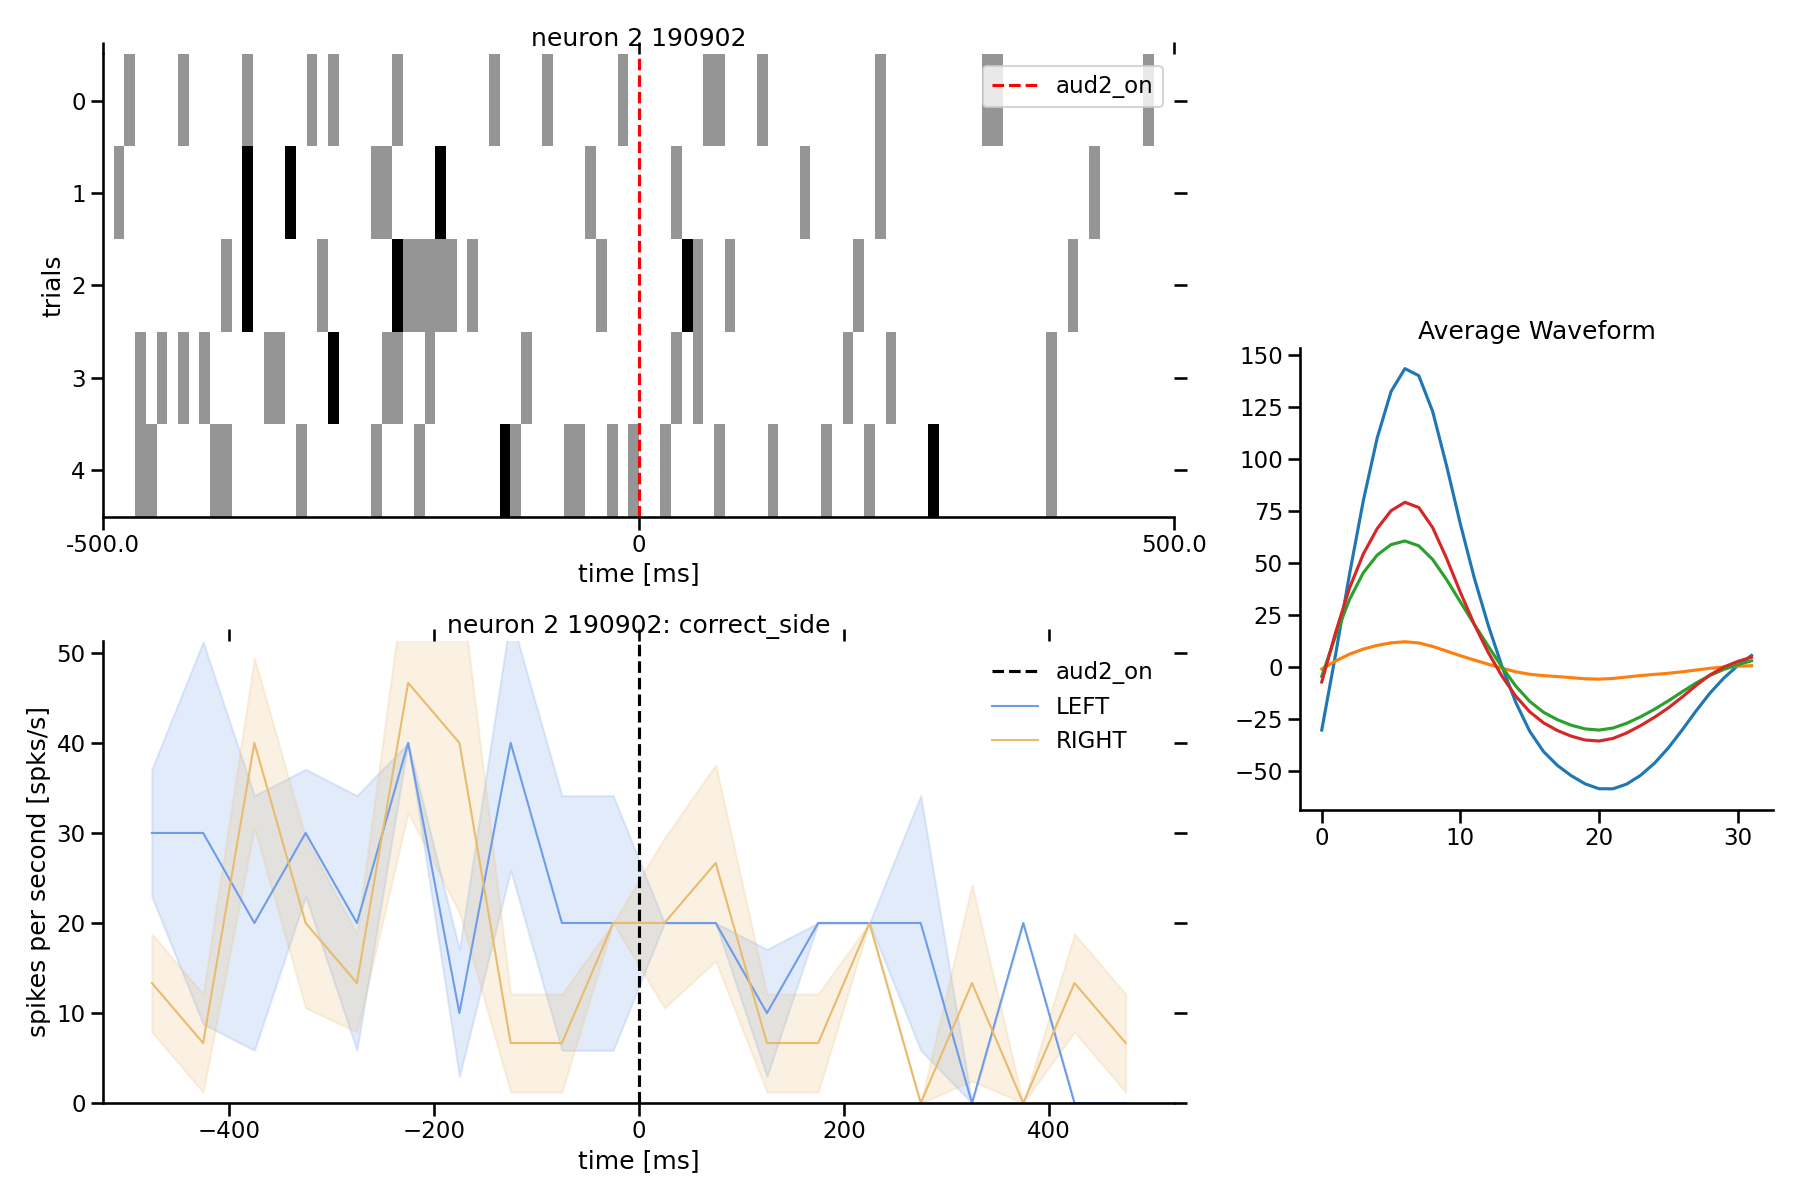 neuron 2 190902
aud2_on
0
1
2
3
4
trials
-500.0
0
500.0
time [ms]
neuron 2 190902: correct_side
aud2_on
LEFT
RIGHT
50
40
30
20
10
0
spikes per second [spks/s]
−400
−200
0
200
400
time [ms]
Average Waveform
150
125
100
75
50
25
0
−25
−50
0
10
20
30